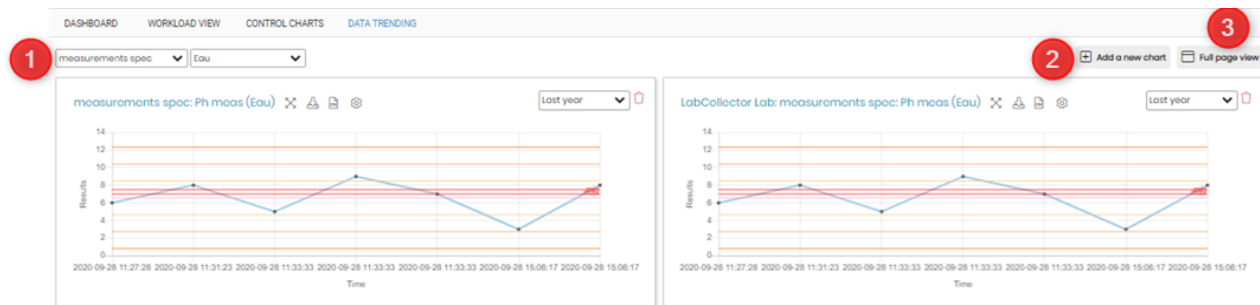 3
DASHBOARD WORKLOAD VIEW CONTROL CHARTS DATA TRENDING
1 measurements spec Eau 2 Add a new chart Full page view
measurements spec: Ph meas (Eau) Last year
14
12
10
8
6
4
2
0
Results
2020-09-28 11:27:28 2020-09-28 11:31:23 2020-09-28 11:33:33 2020-09-28 11:33:33 2020-09-28 11:33:33 2020-09-28 15:06:17 2020-09-28 15:06:17
Time
LabCollector Lab: measurements spec: Ph meas (Eau) Last year
14
12
10
8
6
4
2
0
Results
2020-09-28 11:27:28 2020-09-28 11:31:23 2020-09-28 11:33:33 2020-09-28 11:33:33 2020-09-28 11:33:33 2020-09-28 15:06:17 2020-09-28 15:06:17
Time